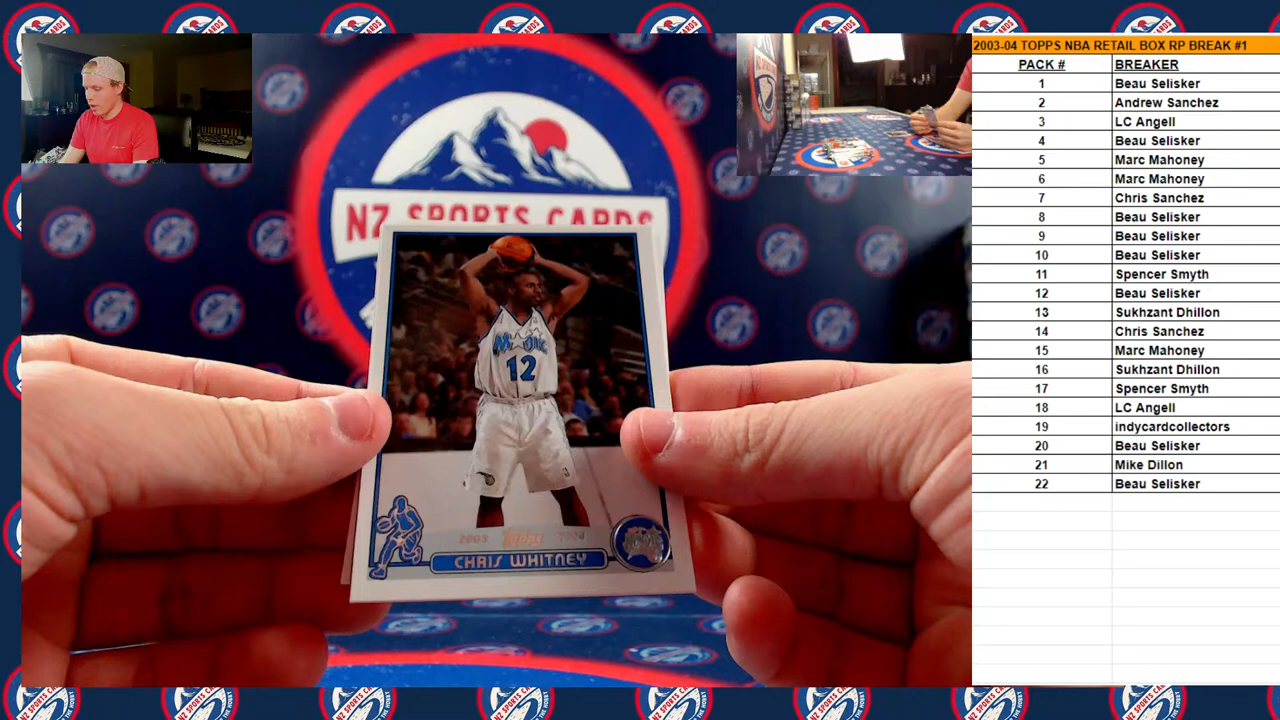 NZ SPORTS CARDS
Magic
12
2003 topps 2004
CHRIS WHITNEY
2003-04 TOPPS NBA RETAIL BOX RP BREAK #1
PACK # BREAKER
1 Beau Selisker
2 Andrew Sanchez
3 LC Angell
4 Beau Selisker
5 Marc Mahoney
6 Marc Mahoney
7 Chris Sanchez
8 Beau Selisker
9 Beau Selisker
10 Beau Selisker
11 Spencer Smyth
12 Beau Selisker
13 Sukhzant Dhillon
14 Chris Sanchez
15 Marc Mahoney
16 Sukhzant Dhillon
17 Spencer Smyth
18 LC Angell
19 indycardcollectors
20 Beau Selisker
21 Mike Dillon
22 Beau Selisker